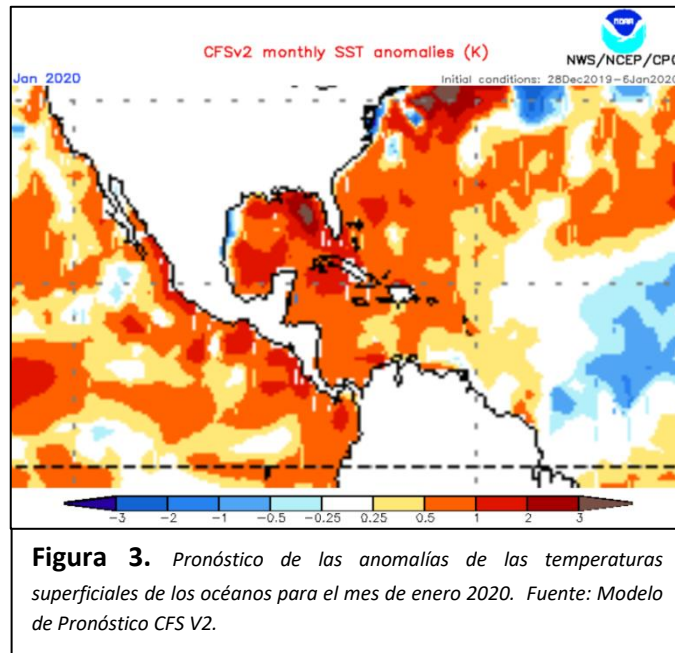 NOAA
CFSv2 monthly SST anomalies (K)
NWS/NCEP/CPC
Jan 2020
Initial conditions: 28Dec2019-6Jan2020
-3 -2 -1 -0.5 -0.25 0.25 0.5 1 2 3
Figura 3. Pronóstico de las anomalías de las temperaturas
superficiales de los océanos para el mes de enero 2020. Fuente: Modelo
de Pronóstico CFS V2.